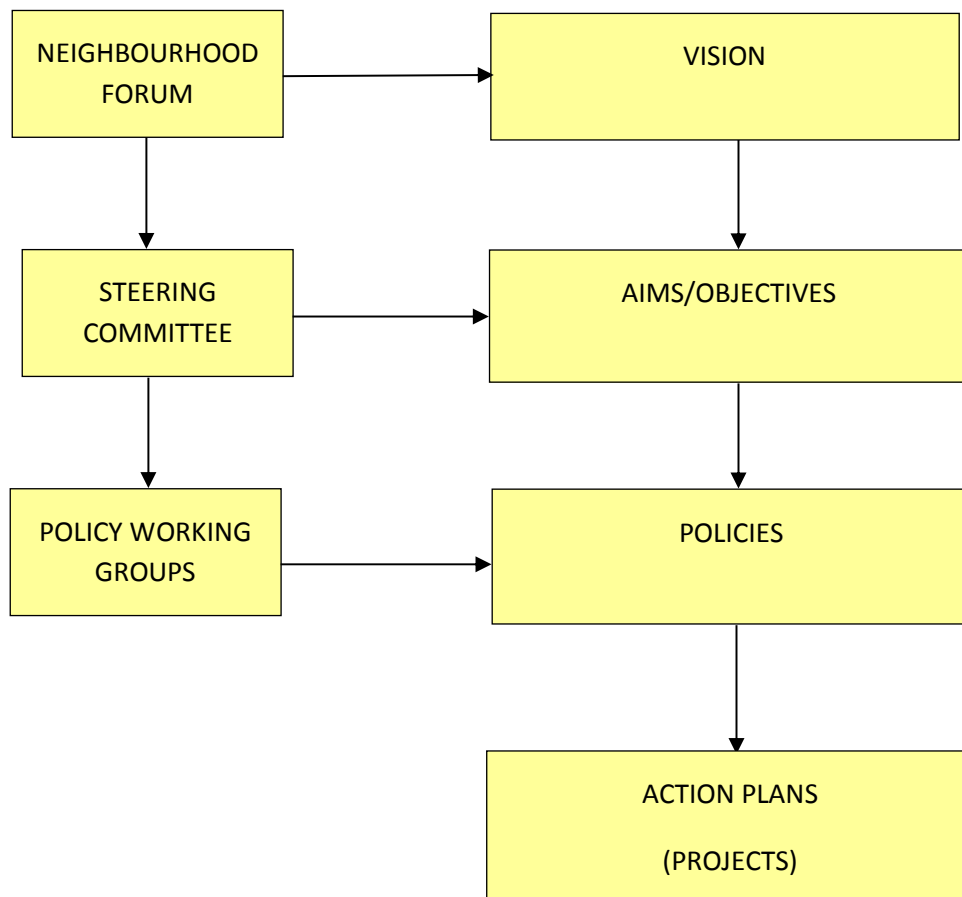 NEIGHBOURHOOD
FORUM
VISION
STEERING
COMMITTEE
AIMS/OBJECTIVES
POLICY WORKING
GROUPS
POLICIES
ACTION PLANS
(PROJECTS)